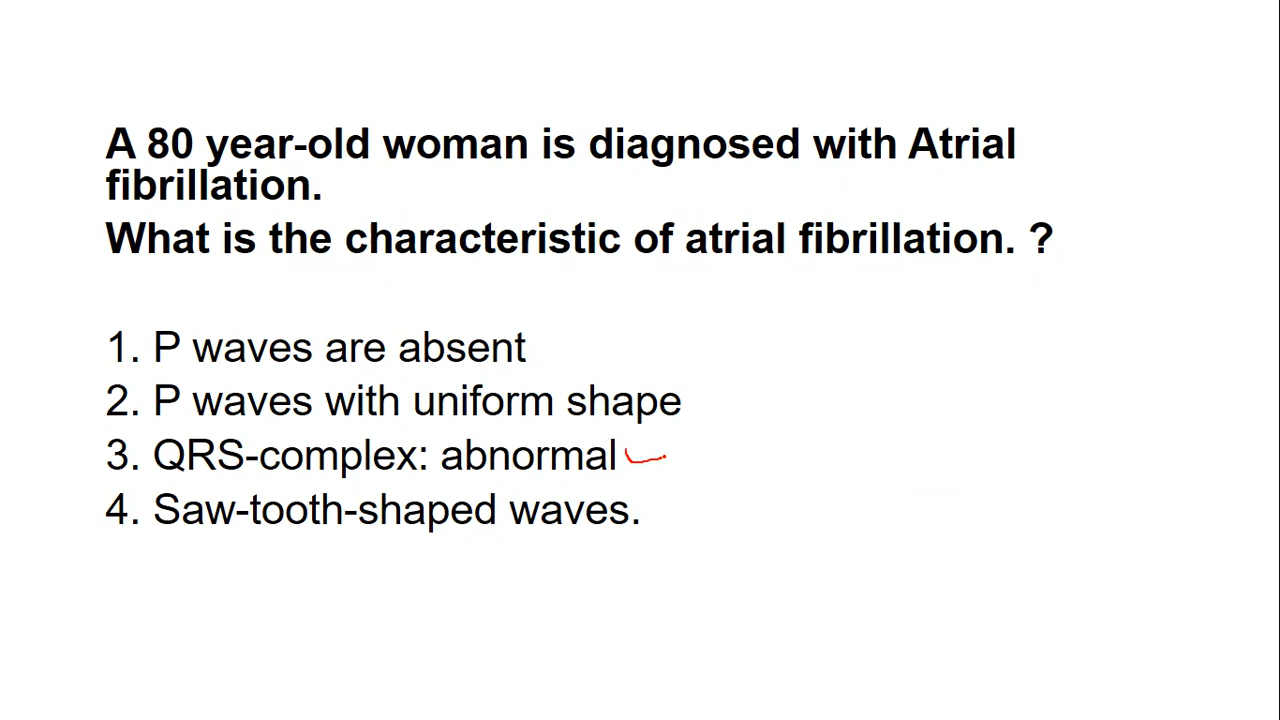 A 80 year-old woman is diagnosed with Atrial
fibrillation.
What is the characteristic of atrial fibrillation. ?
1. P waves are absent
2. P waves with uniform shape
3. QRS-complex: abnormal
4. Saw-tooth-shaped waves.